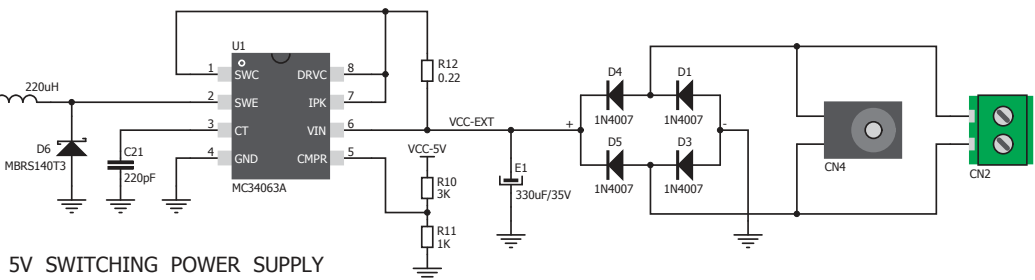 U1
1 SWC DRVC 8
2 SWE IPK 7
3 CT VIN 6
4 GND CMPR 5
MC34063A
R12
0.22
220uH
D6
MBRS140T3
C21
220pF
VCC-EXT
VCC-5V
R10
3K
R11
1K
E1
330uF/35V
+
-
D4
1N4007
D1
1N4007
D5
1N4007
D3
1N4007
CN4
CN2
5V SWITCHING POWER SUPPLY